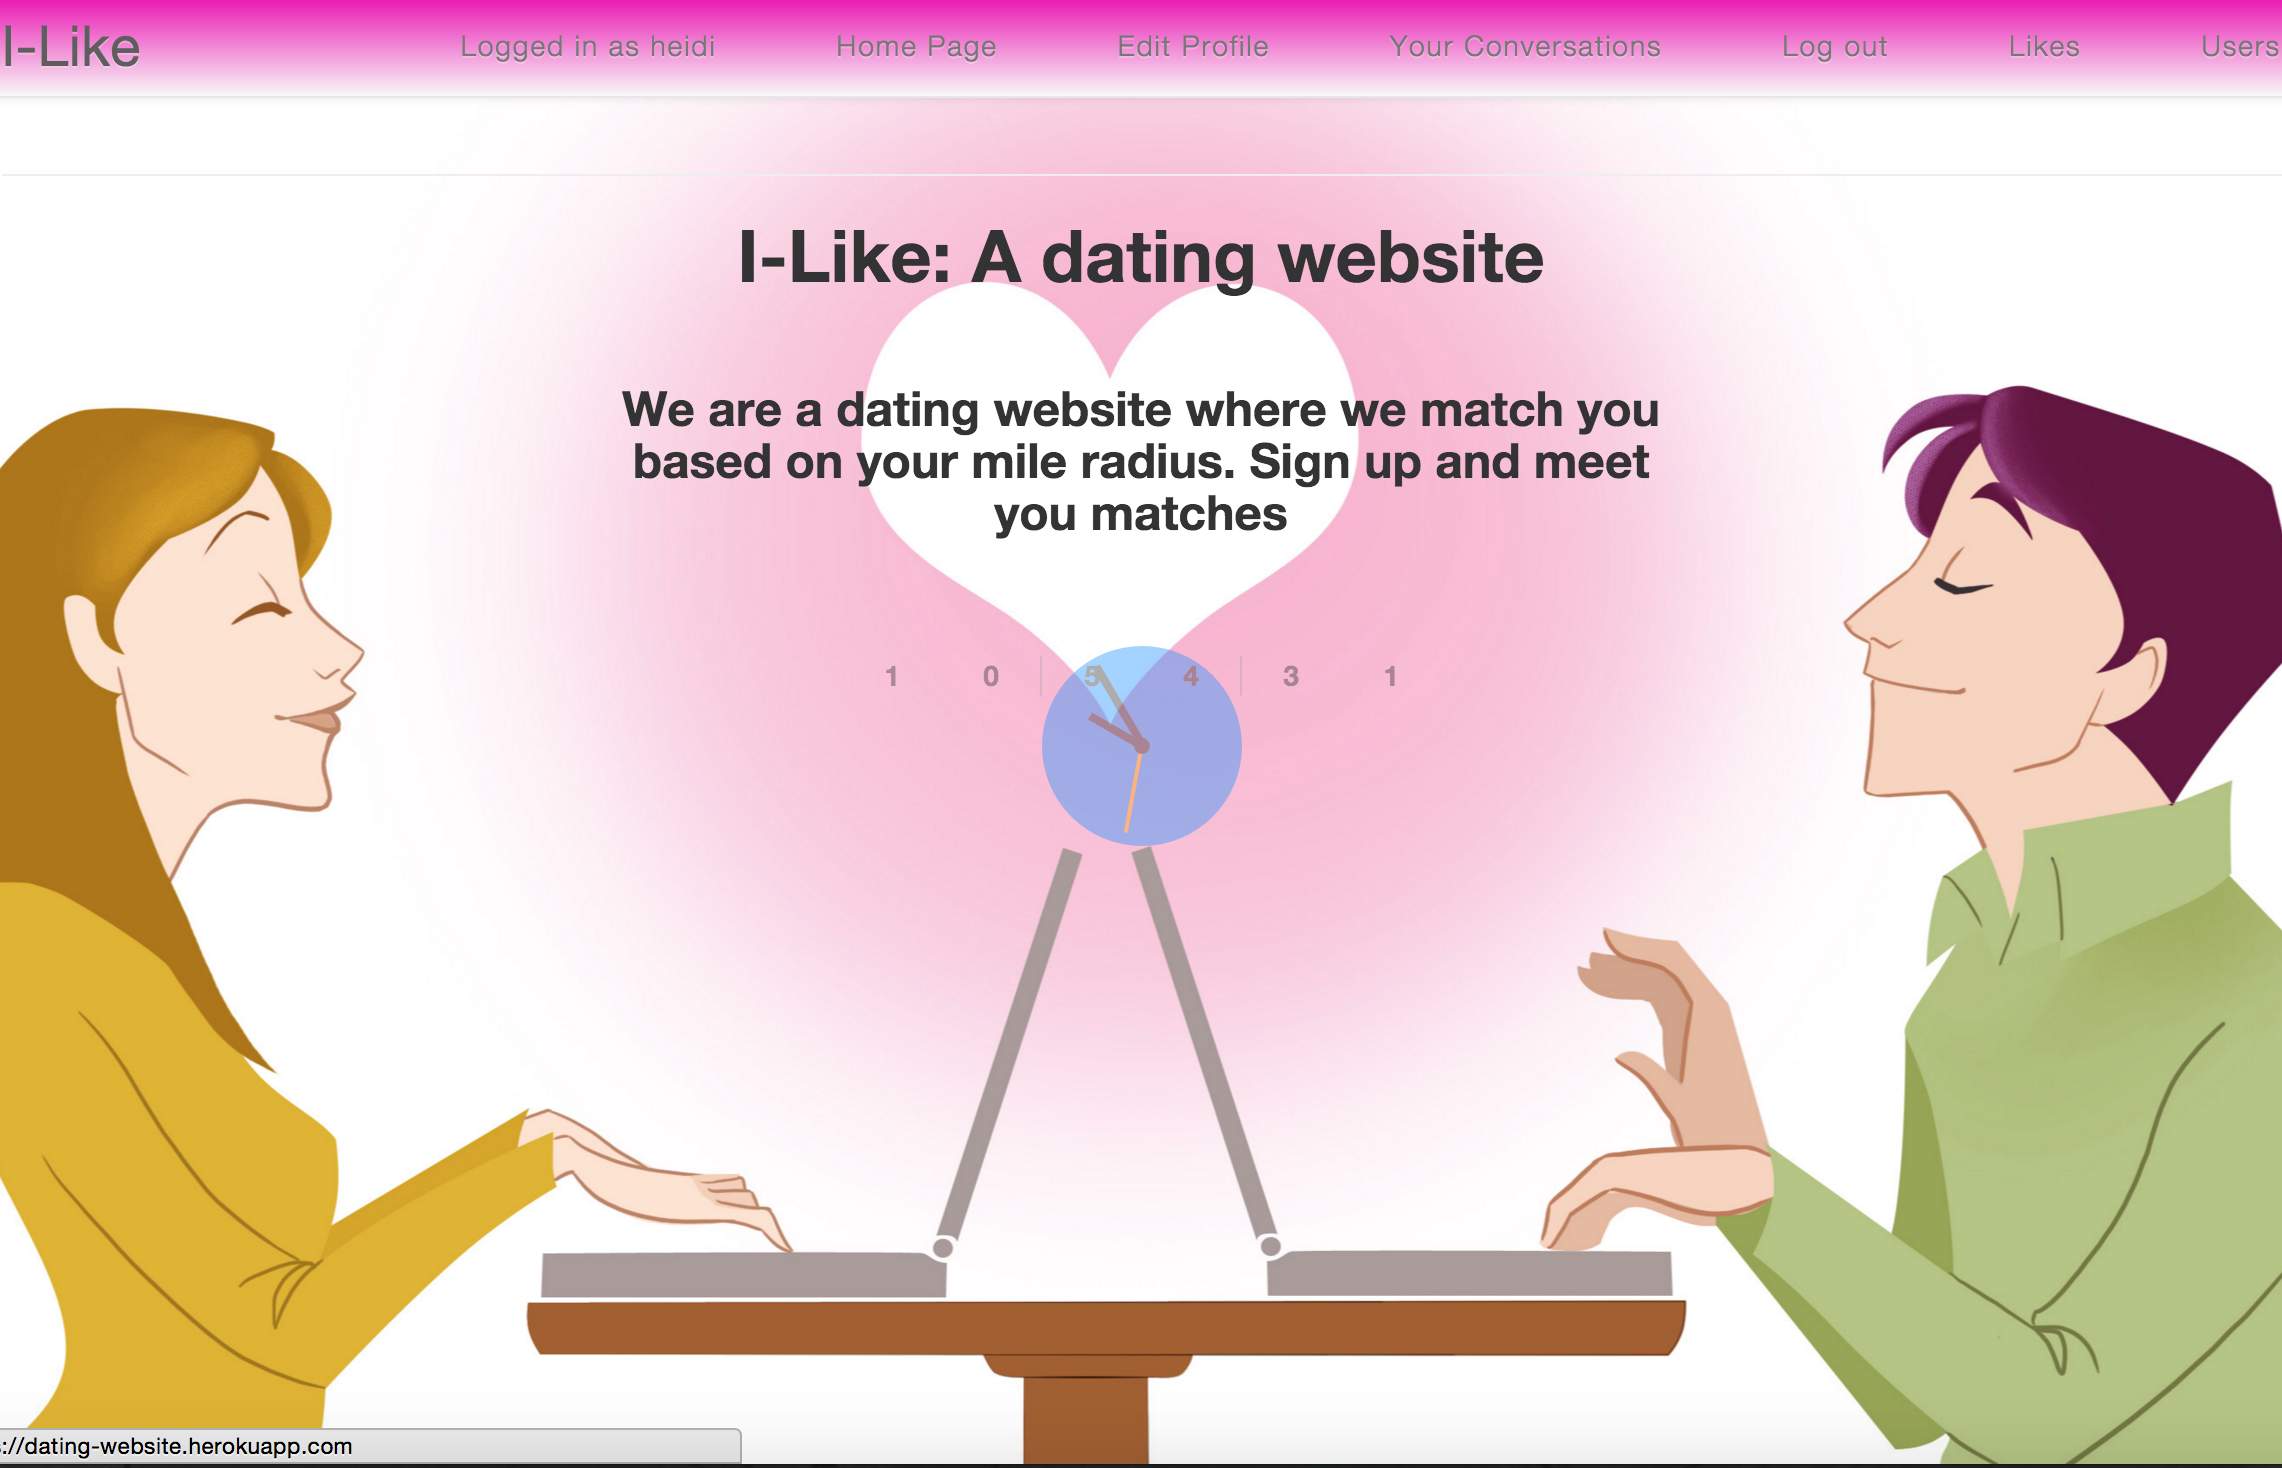 I-Like Logged in as heidi Home Page Edit Profile Your Conversations Log out Likes Users
I-Like: A dating website
We are a dating website where we match you
based on your mile radius. Sign up and meet
you matches
1 0 5 4 3 1
://dating-website.herokuapp.com